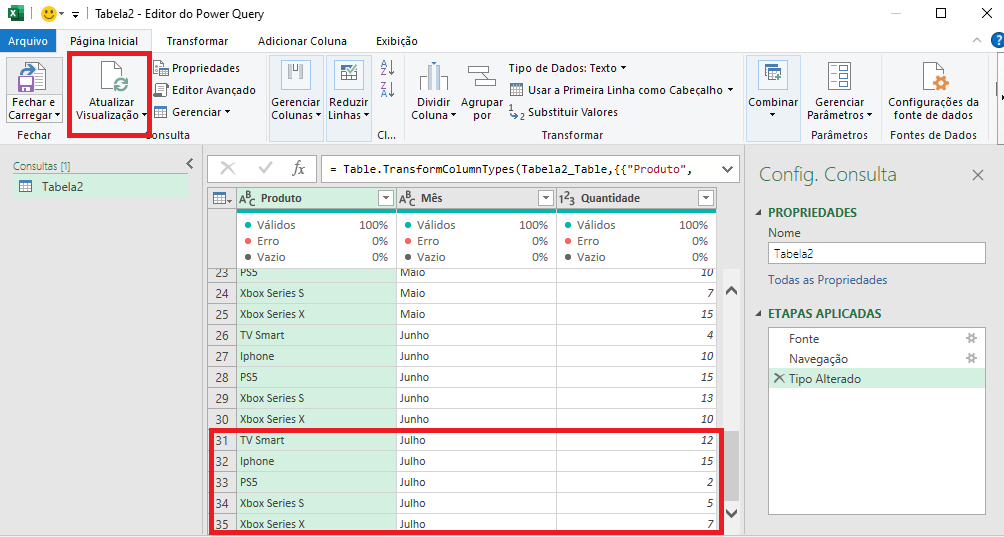 Tabela2 - Editor do Power Query
Arquivo Página Inicial Transformar Adicionar Coluna Exibição
Fechar e Carregar
Fechar
Atualizar Visualização
Propriedades
Editor Avançado
Gerenciar
onsulta
Gerenciar Colunas
Reduzir Linhas
Cl...
Dividir Coluna
Agrupar por
Tipo de Dados: Texto
Usar a Primeira Linha como Cabeçalho
Substituir Valores
Transformar
Combinar
Gerenciar Parâmetros
Parâmetros
Configurações da fonte de dados
Fontes de Dados
Consultas [1]
Tabela2
fx
= Table.TransformColumnTypes(Tabela2_Table,{{"Produto",
ABC Produto ABC Mês 123 Quantidade
Válidos 100% Válidos 100% Válidos 100%
Erro 0% Erro 0% Erro 0%
Vazio 0% Vazio 0% Vazio 0%
23 PS5 Maio 10
24 Xbox Series S Maio 7
25 Xbox Series X Maio 15
26 TV Smart Junho 4
27 Iphone Junho 10
28 PS5 Junho 15
29 Xbox Series S Junho 13
30 Xbox Series X Junho 10
31 TV Smart Julho 12
32 Iphone Julho 15
33 PS5 Julho 2
34 Xbox Series S Julho 5
35 Xbox Series X Julho 7
Config. Consulta
PROPRIEDADES
Nome
Tabela2
Todas as Propriedades
ETAPAS APLICADAS
Fonte
Navegação
Tipo Alterado